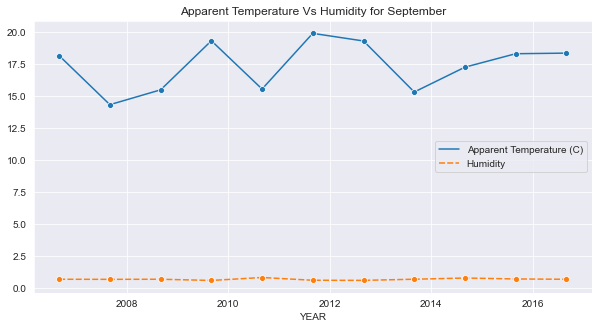 Apparent Temperature Vs Humidity for September
20.0
17.5
15.0
12.5
10.0
7.5
5.0
2.5
0.0
Apparent Temperature (C)
Humidity
2008 2010 2012 2014 2016
YEAR